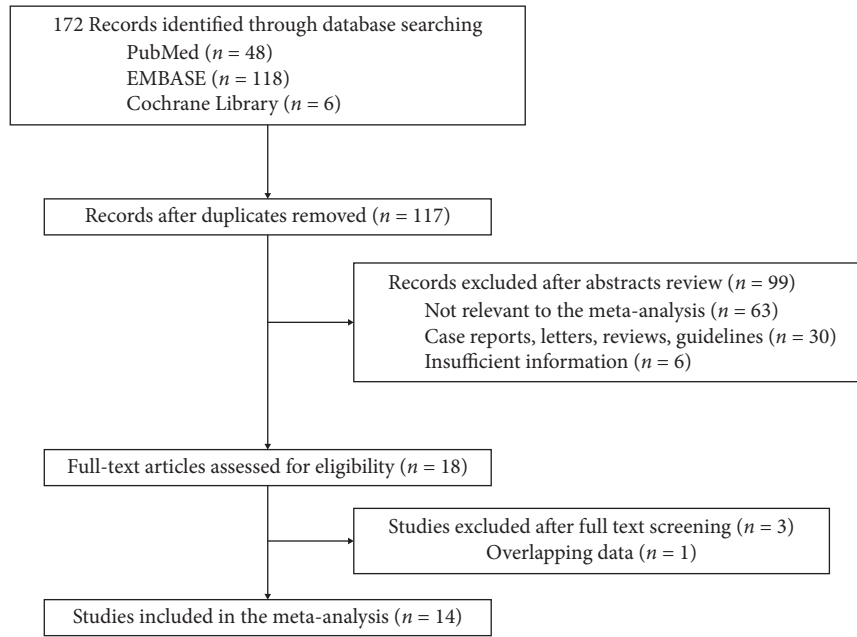 172 Records identified through database searching
PubMed (n = 48)
EMBASE (n = 118)
Cochrane Library (n = 6)
Records after duplicates removed (n = 117)
Records excluded after abstracts review (n = 99)
Not relevant to the meta-analysis (n = 63)
Case reports, letters, reviews, guidelines (n = 30)
Insufficient information (n = 6)
Full-text articles assessed for eligibility (n = 18)
Studies excluded after full text screening (n = 3)
Overlapping data (n = 1)
Studies included in the meta-analysis (n = 14)